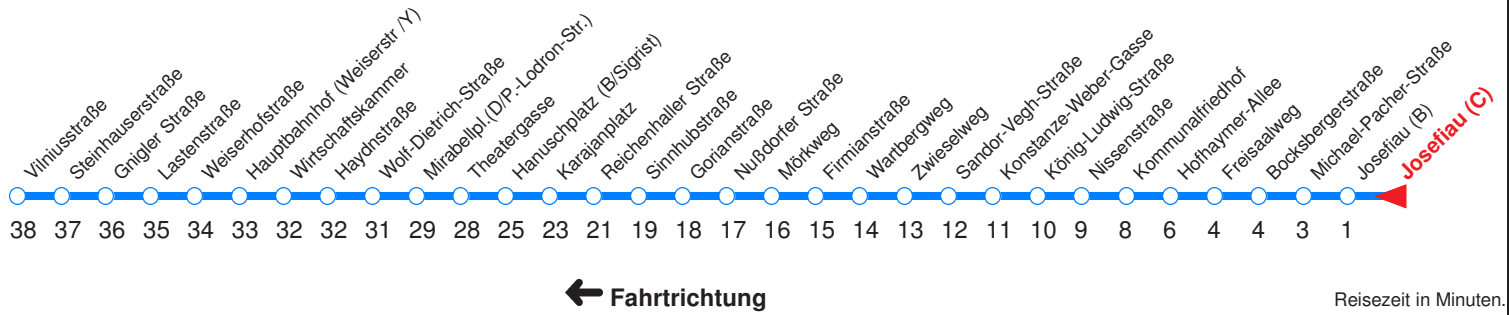 Vilniusstraße
Steinhauserstraße
Gnigler Straße
Lastenstraße
Weiserhofstraße
Hauptbahnhof (Weiserstr /Y)
Wirtschaftskammer
Haydnstraße
Wolf-Dietrich-Straße
Mirabellpl.(D/P.-Lodron-Str.)
Theatergasse
Hanuschplatz (B/Sigrist)
Karajanplatz
Reichenhaller Straße
Sinnhubstraße
Gorianstraße
Nußdorfer Straße
Mörkweg
Firmianstraße
Wartbergweg
Zwieselweg
Sandor-Vegh-Straße
Konstanze-Weber-Gasse
König-Ludwig-Straße
Nissenstraße
Kommunalfriedhof
Hofhaymer-Allee
Freisaalweg
Bocksbergerstraße
Michael-Pacher-Straße
Josefiau (B)
Josefiau (C)
38 37 36 35 34 33 32 32 31 29 28 25 23 21 19 18 17 16 15 14 13 12 11 10 9 8 6 4 4 3 1
Fahrtrichtung
Reisezeit in Minuten.